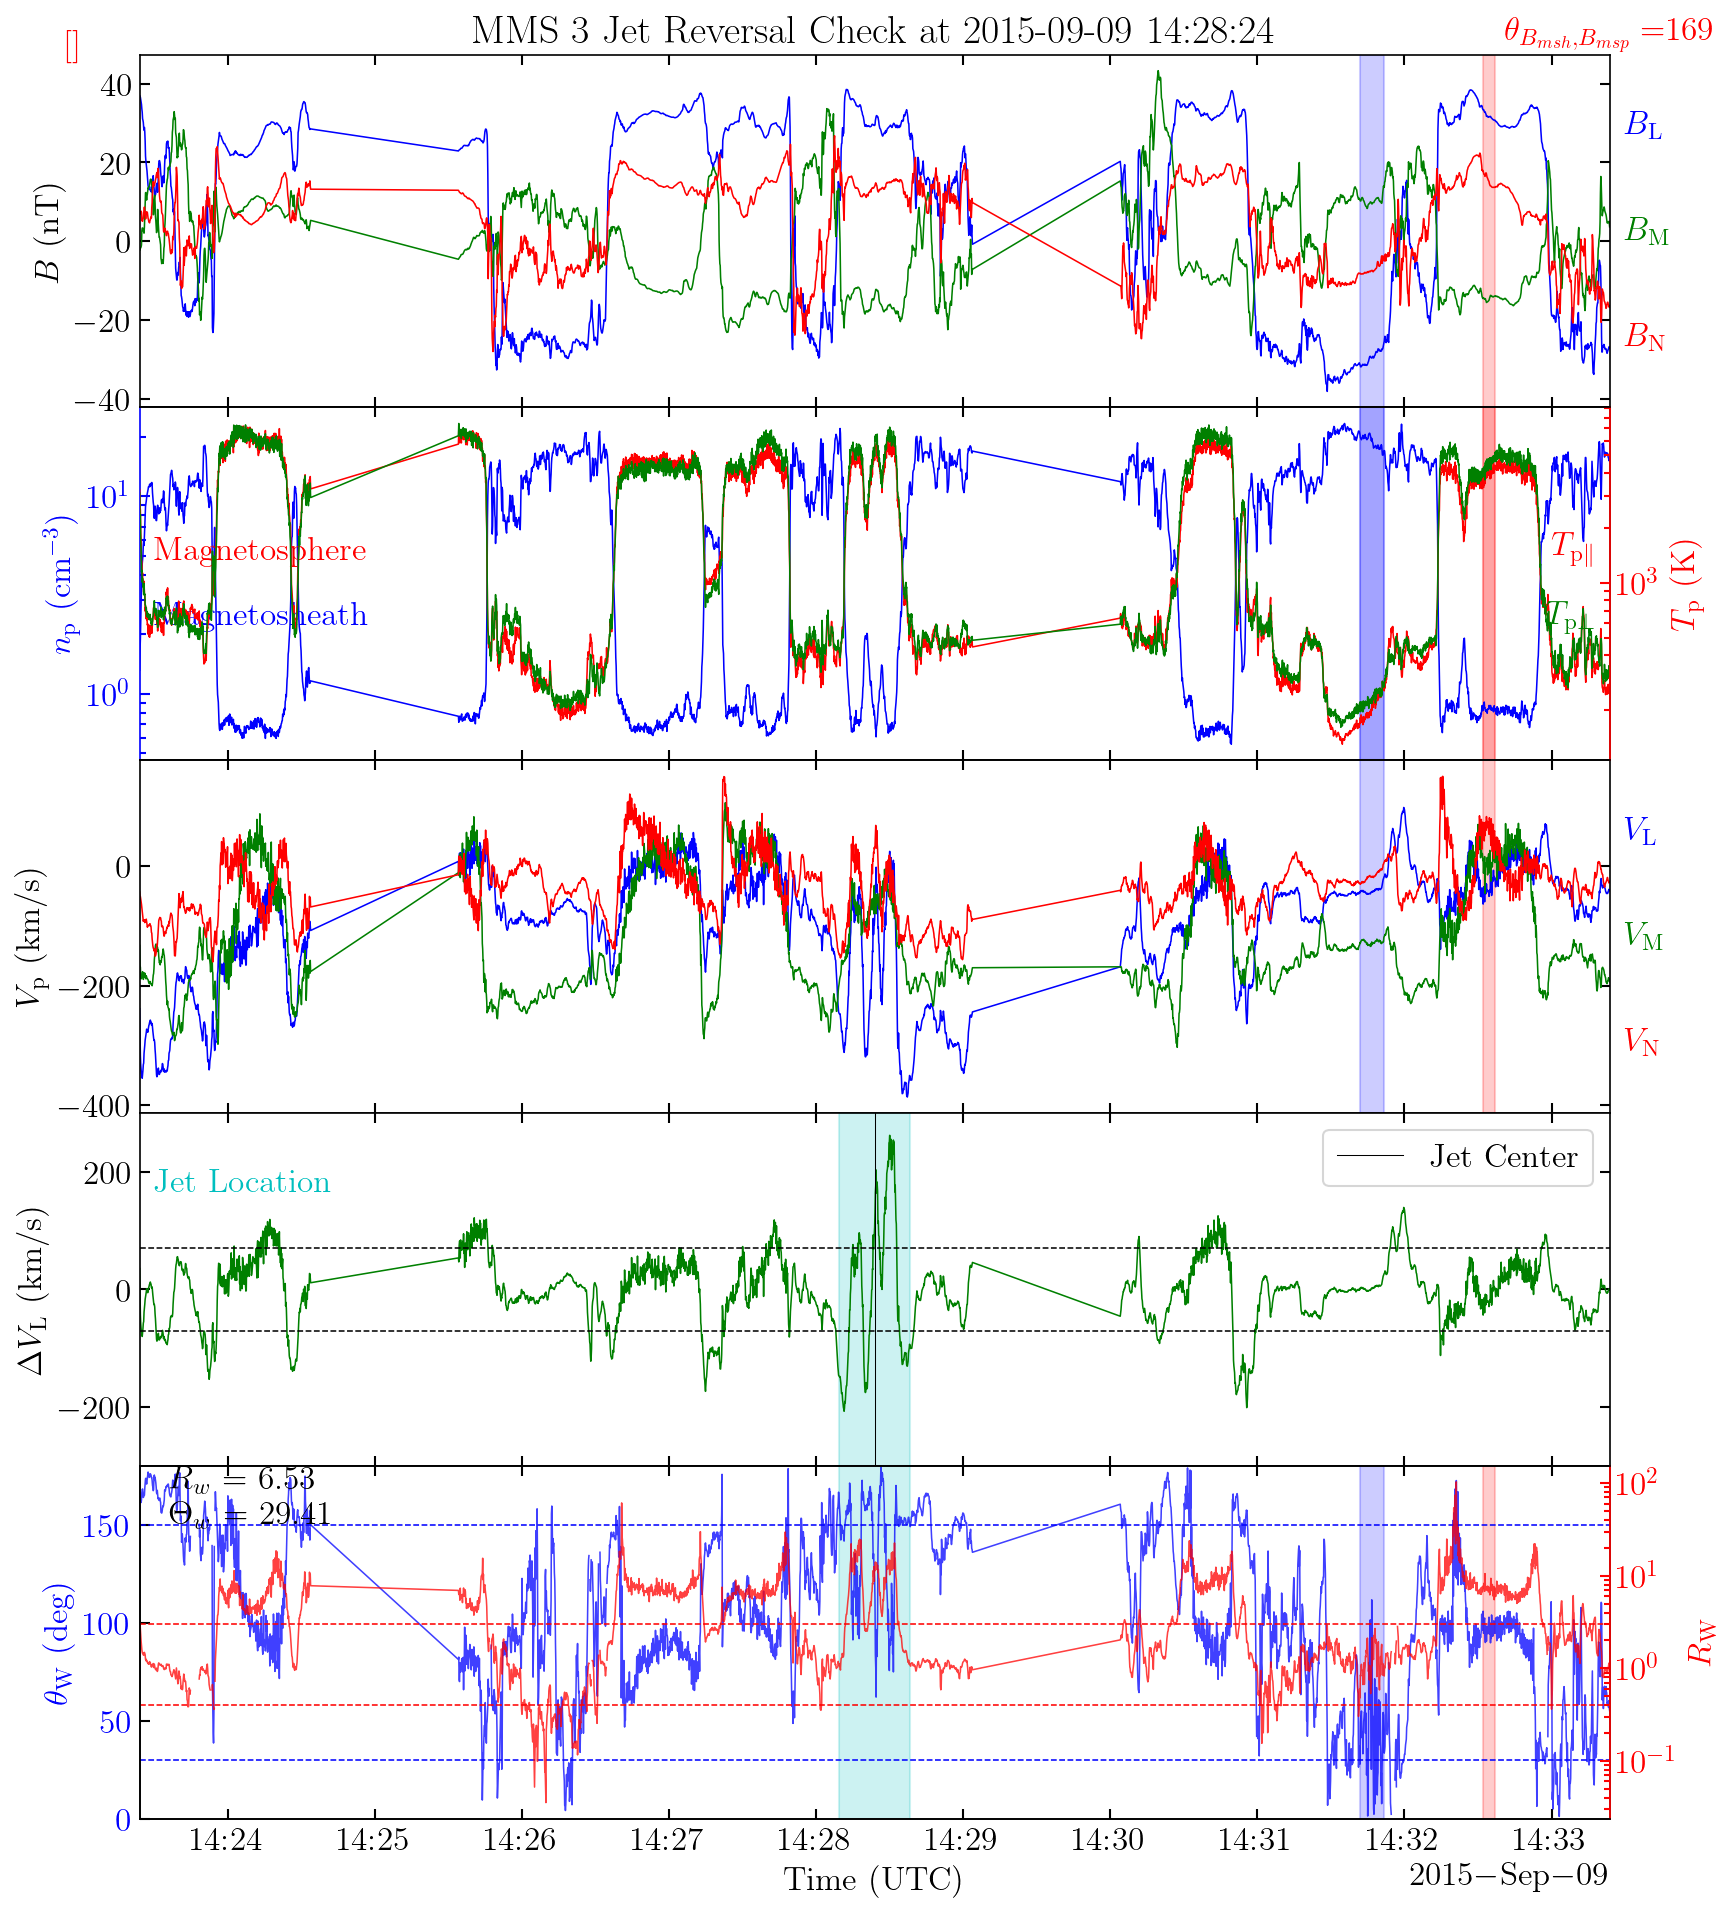 MMS 3 Jet Reversal Check at 2015-09-09 14:28:24
[]
θ_{B_{msh},B_{msp}} =169
40
20
0
−20
−40
B (nT)
B_L
B_M
B_N
10^1
10^0
n_p (cm^{−3})
Magnetosphere
Magnetosheath
T_{p∥}
T_{p⊥}
10^3
T_p (K)
0
−200
−400
V_p (km/s)
V_L
V_M
V_N
200
0
−200
ΔV_L (km/s)
Jet Location
Jet Center
R_w = 6.53
Θ_w = 29.41
150
100
50
0
θ_W (deg)
10^2
10^1
10^0
10^{−1}
R_W
14:24 14:25 14:26 14:27 14:28 14:29 14:30 14:31 14:32 14:33
Time (UTC)
2015−Sep−09